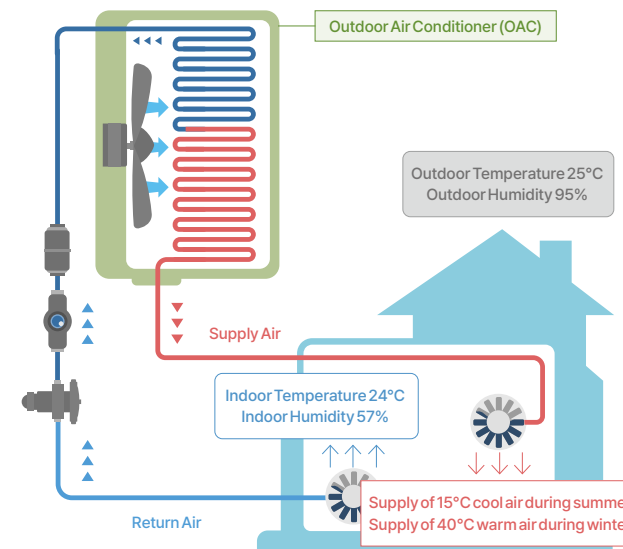 Outdoor Air Conditioner (OAC)
Outdoor Temperature 25°C
Outdoor Humidity 95%
Supply Air
Indoor Temperature 24°C
Indoor Humidity 57%
Supply of 15°C cool air during summe
Supply of 40°C warm air during winte
Return Air